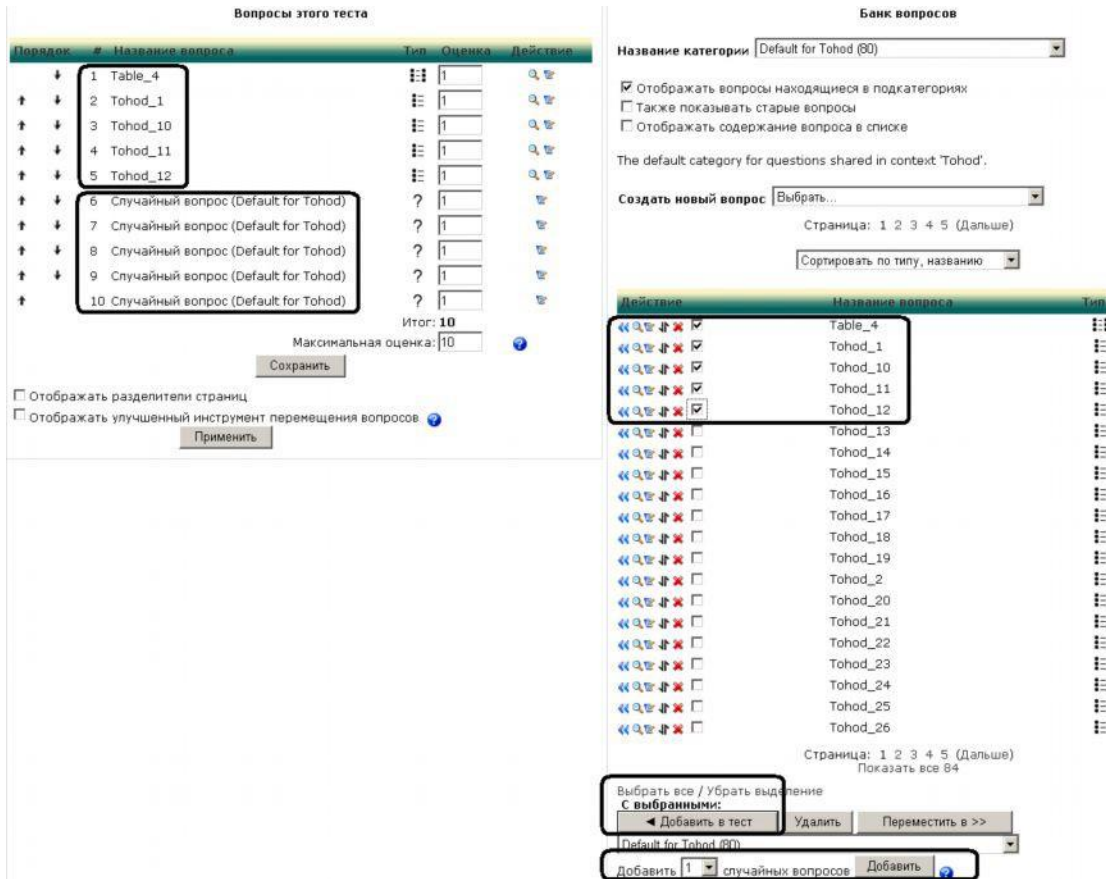 Вопросы этого теста
Порядок # Название вопроса Тип Оценка Действие
1 Table_4 1
2 Tohod_1 1
3 Tohod_10 1
4 Tohod_11 1
5 Tohod_12 1
6 Случайный вопрос (Default for Tohod) ? 1
7 Случайный вопрос (Default for Tohod) ? 1
8 Случайный вопрос (Default for Tohod) ? 1
9 Случайный вопрос (Default for Tohod) ? 1
10 Случайный вопрос (Default for Tohod) ? 1
Итог: 10
Максимальная оценка: 10
Сохранить
Отображать разделители страниц
Отображать улучшенный инструмент перемещения вопросов
Применить
Банк вопросов
Название категории Default for Tohod (80)
Отображать вопросы находящиеся в подкатегориях
Также показывать старые вопросы
Отображать содержание вопроса в списке
The default category for questions shared in context 'Tohod'.
Создать новый вопрос Выбрать...
Страница: 1 2 3 4 5 (Дальше)
Сортировать по типу, названию
Действие Название вопроса Тип
Table_4
Tohod_1
Tohod_10
Tohod_11
Tohod_12
Tohod_13
Tohod_14
Tohod_15
Tohod_16
Tohod_17
Tohod_18
Tohod_19
Tohod_2
Tohod_20
Tohod_21
Tohod_22
Tohod_23
Tohod_24
Tohod_25
Tohod_26
Страница: 1 2 3 4 5 (Дальше)
Показать все 84
Выбрать все / Убрать выделение
С выбранными:
◄ Добавить в тест Удалить Переместить в >>
Default for Tohod (80)
Добавить 1 случайных вопросов Добавить